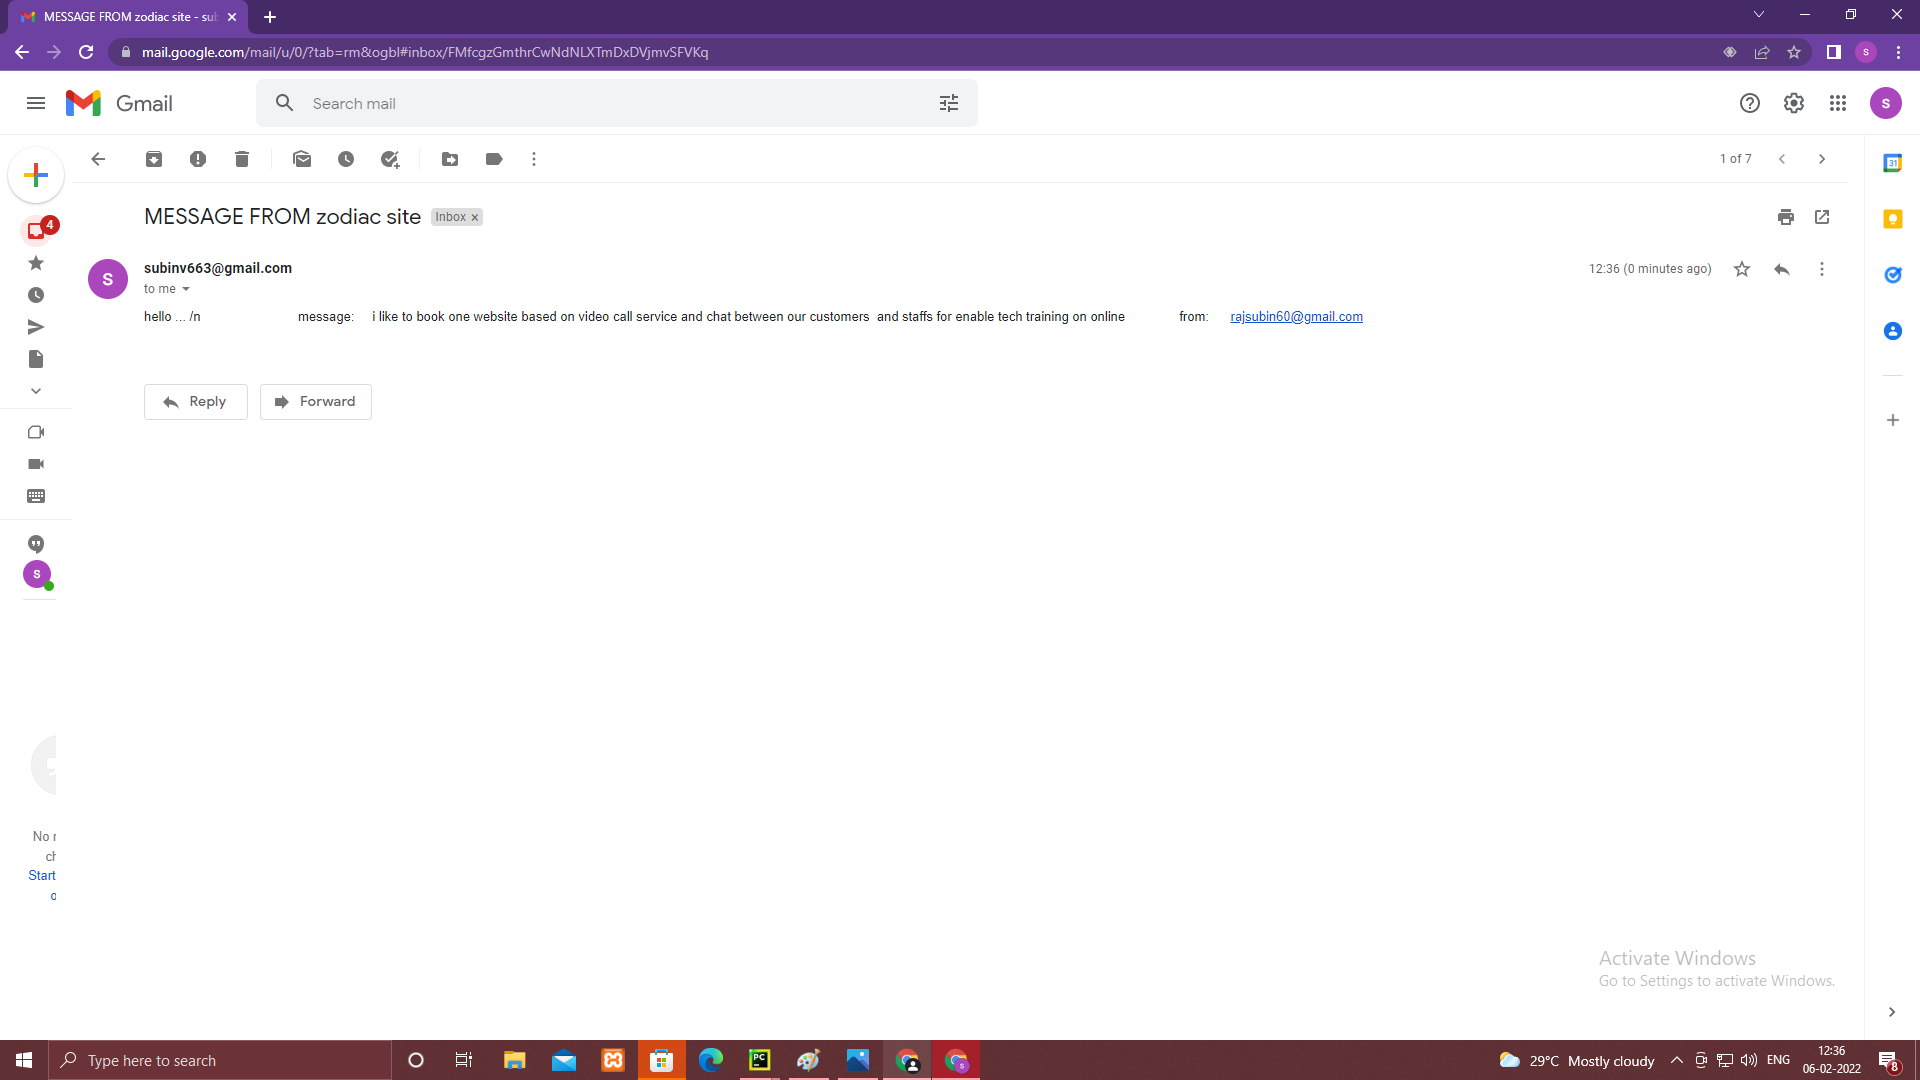 MESSAGE FROM zodiac site - sub
mail.google.com/mail/u/0/?tab=rm&ogbl#inbox/FMfcgzGmthrCwNdNLXTmDxDVjmvSFVKq
S
Gmail
Search mail
S
1 of 7
31
MESSAGE FROM zodiac site Inbox ×
4
S
subinv663@gmail.com
12:36 (0 minutes ago)
to me
hello ... /n message: i like to book one website based on video call service and chat between our customers and staffs for enable tech training on online from: rajsubin60@gmail.com
Reply
Forward
S
No r
ch
Start
o
Activate Windows
Go to Settings to activate Windows.
Type here to search
PC
S
29°C Mostly cloudy
ENG
12:36
06-02-2022
8